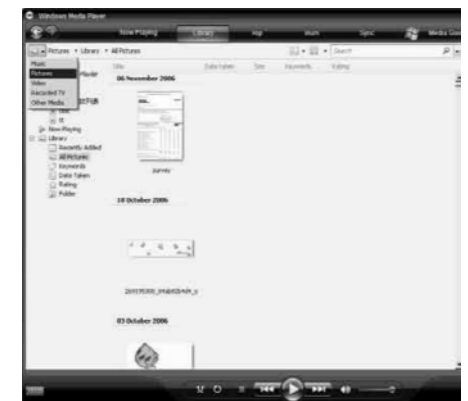 Windows Media Player
Now Playing Library Rip Burn Sync Media Guide
Pictures Library All Pictures Search
Music
Pictures
Video
Recorded TV
Other Media
Playlist
Title Date Taken Size Keywords Rating
06 November 2006
Now Playing
Library
Recently Added
All Pictures
Keywords
Date Taken
Rating
Folder
survey
10 October 2006
03 October 2006